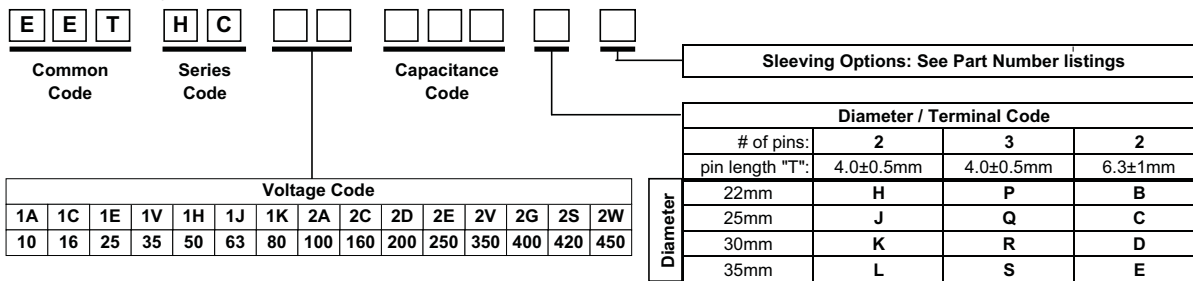 E E T H C
Common Code
Series Code
Capacitance Code
Sleeving Options: See Part Number listings
Diameter / Terminal Code
# of pins: 2 3 2
pin length "T": 4.0±0.5mm 4.0±0.5mm 6.3±1mm
Diameter
22mm H P B
25mm J Q C
30mm K R D
35mm L S E
Voltage Code
1A 1C 1E 1V 1H 1J 1K 2A 2C 2D 2E 2V 2G 2S 2W
10 16 25 35 50 63 80 100 160 200 250 350 400 420 450